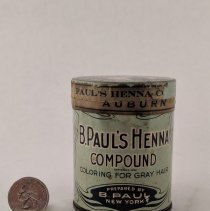 PAUL'S HENNA Co
AUBURN
B. PAUL'S HENNA
COMPOUND
COLORING FOR GRAY HAIR
PREPARED BY
B. PAUL
NEW YORK